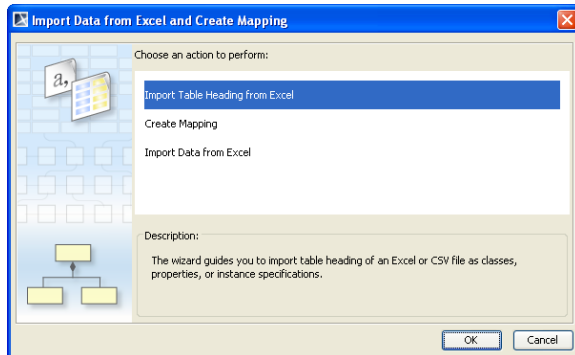 Import Data from Excel and Create Mapping
Choose an action to perform:
a,
Import Table Heading from Excel
Create Mapping
Import Data from Excel
Description:
The wizard guides you to import table heading of an Excel or CSV file as classes,
properties, or instance specifications.
OK
Cancel